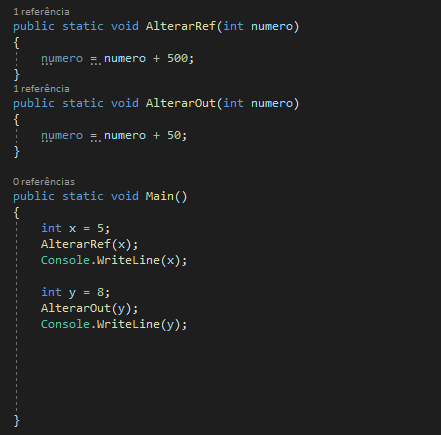 1 referência
public static void AlterarRef(int numero)
{
numero = numero + 500;
}
1 referência
public static void AlterarOut(int numero)
{
numero = numero + 50;
}
0 referências
public static void Main()
{
int x = 5;
AlterarRef(x);
Console.WriteLine(x);
int y = 8;
AlterarOut(y);
Console.WriteLine(y);
}